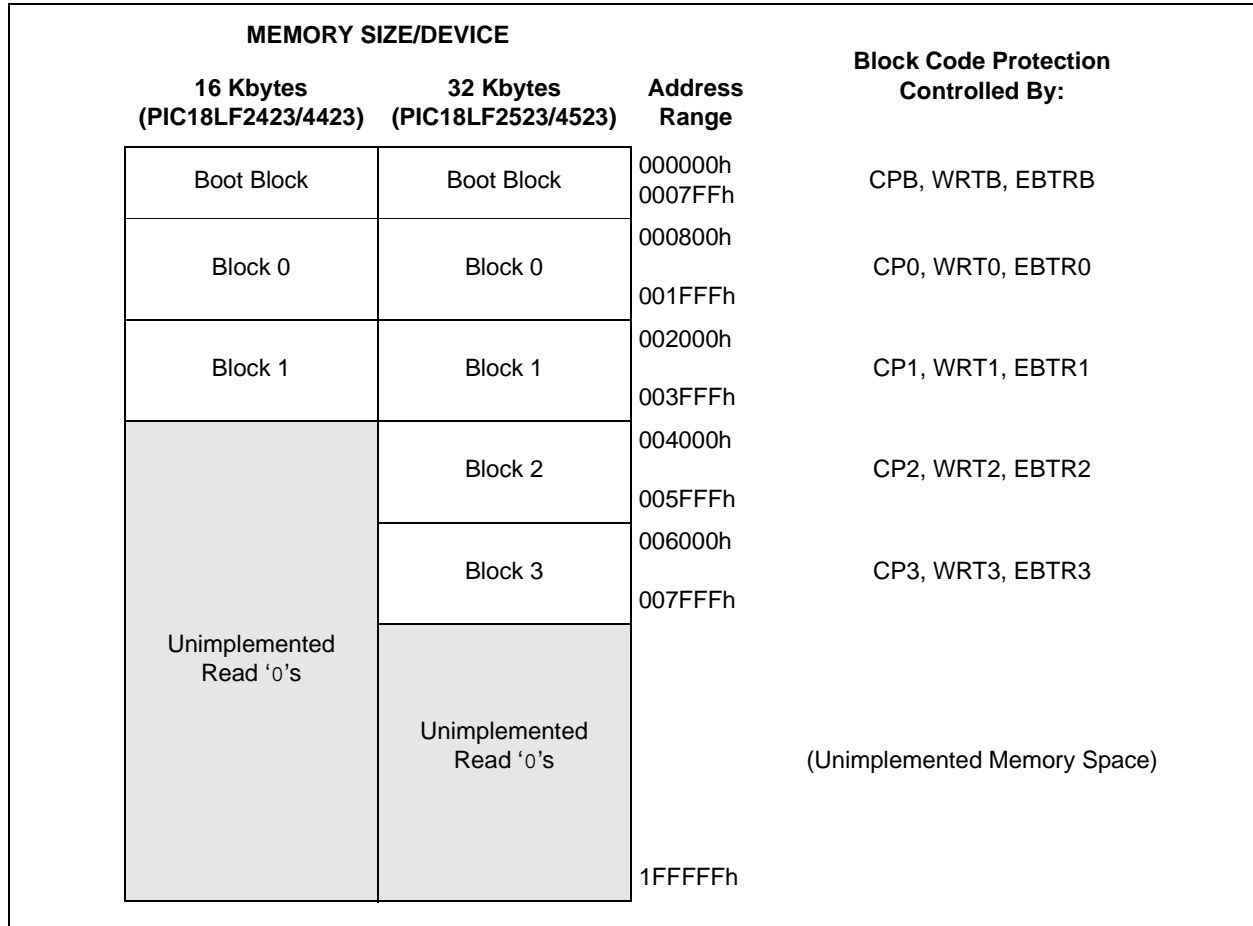 MEMORY SIZE/DEVICE
Block Code Protection
Controlled By:
16 Kbytes
(PIC18LF2423/4423)
32 Kbytes
(PIC18LF2523/4523)
Address
Range
Boot Block
Boot Block
000000h
0007FFh
CPB, WRTB, EBTRB
Block 0
Block 0
000800h
001FFFh
CP0, WRT0, EBTR0
Block 1
Block 1
002000h
003FFFh
CP1, WRT1, EBTR1
Block 2
004000h
005FFFh
CP2, WRT2, EBTR2
Block 3
006000h
007FFFh
CP3, WRT3, EBTR3
Unimplemented
Read ‘0’s
Unimplemented
Read ‘0’s
(Unimplemented Memory Space)
1FFFFFh